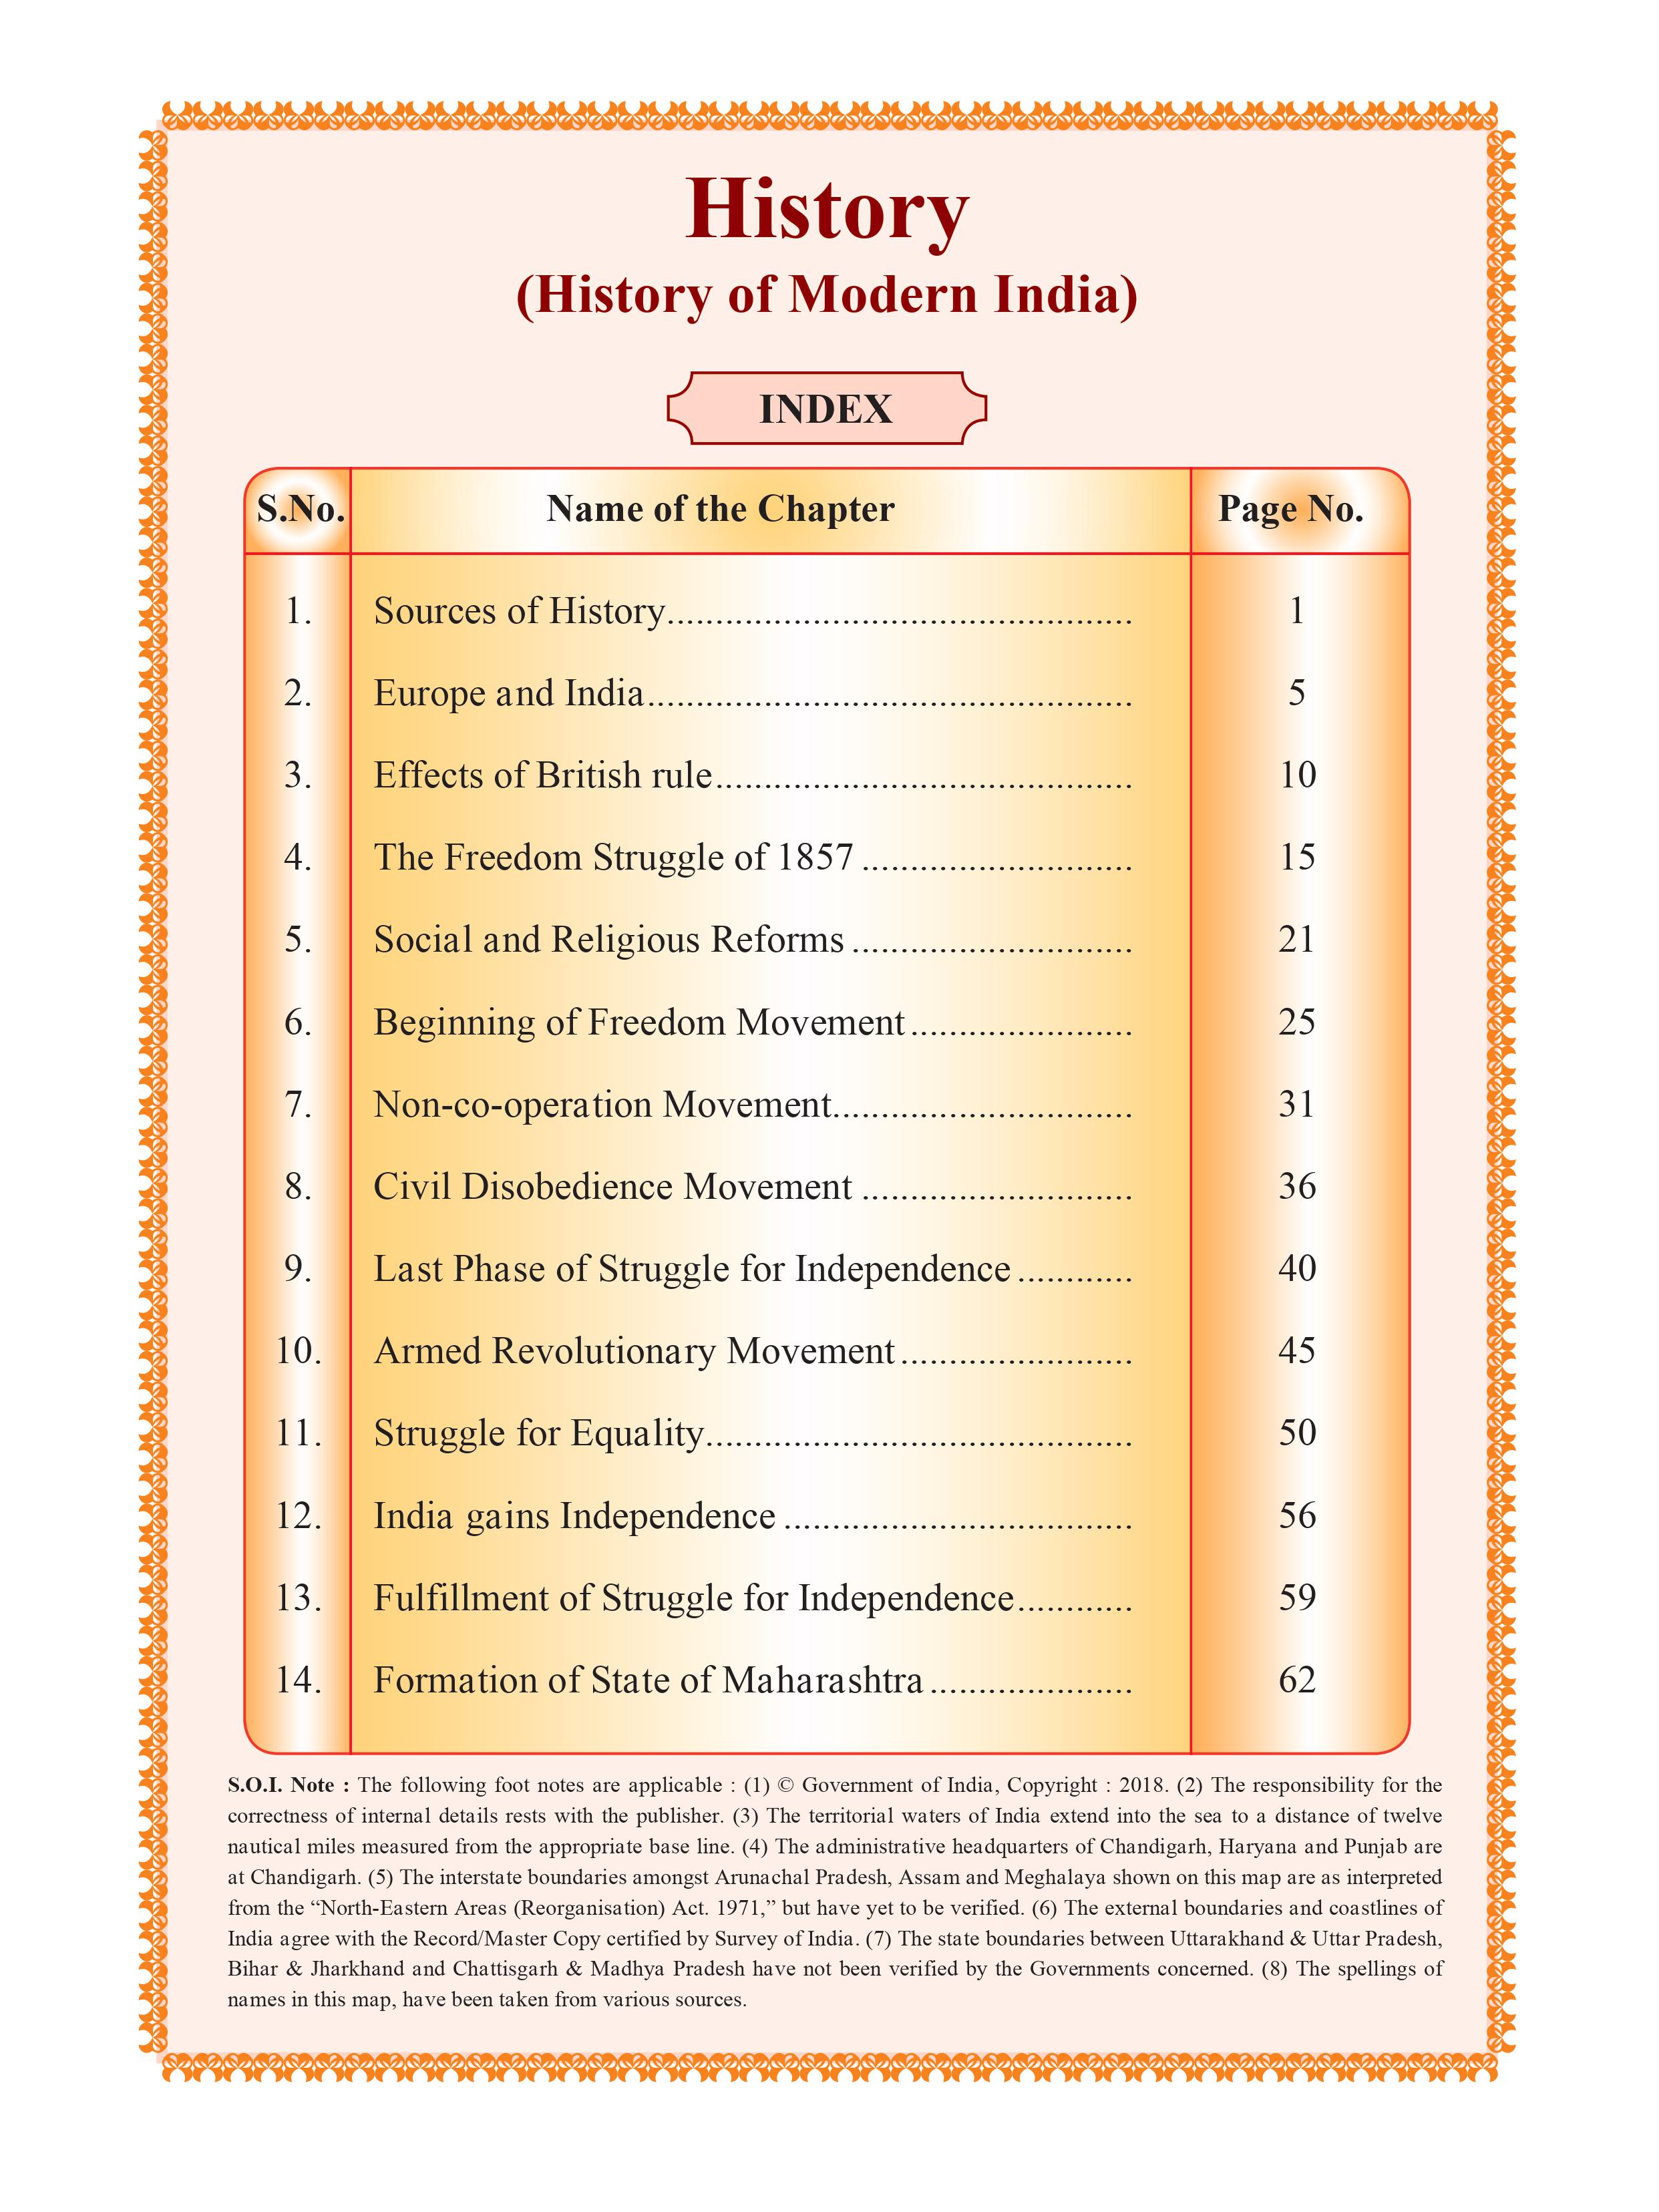 History
(History of Modern India)
INDEX
S.No. Name of the Chapter Page No.
1. Sources of History................................................ 1
2. Europe and India.................................................. 5
3. Effects of British rule........................................... 10
4. The Freedom Struggle of 1857 ............................ 15
5. Social and Religious Reforms ............................. 21
6. Beginning of Freedom Movement....................... 25
7. Non-co-operation Movement............................... 31
8. Civil Disobedience Movement ............................ 36
9. Last Phase of Struggle for Independence ............ 40
10. Armed Revolutionary Movement........................ 45
11. Struggle for Equality............................................ 50
12. India gains Independence .................................... 56
13. Fulfillment of Struggle for Independence............ 59
14. Formation of State of Maharashtra ..................... 62
S.O.I. Note : The following foot notes are applicable : (1) © Government of India, Copyright : 2018. (2) The responsibility for the
correctness of internal details rests with the publisher. (3) The territorial waters of India extend into the sea to a distance of twelve
nautical miles measured from the appropriate base line. (4) The administrative headquarters of Chandigarh, Haryana and Punjab are
at Chandigarh. (5) The interstate boundaries amongst Arunachal Pradesh, Assam and Meghalaya shown on this map are as interpreted
from the “North-Eastern Areas (Reorganisation) Act. 1971,” but have yet to be verified. (6) The external boundaries and coastlines of
India agree with the Record/Master Copy certified by Survey of India. (7) The state boundaries between Uttarakhand & Uttar Pradesh,
Bihar & Jharkhand and Chattisgarh & Madhya Pradesh have not been verified by the Governments concerned. (8) The spellings of
names in this map, have been taken from various sources.